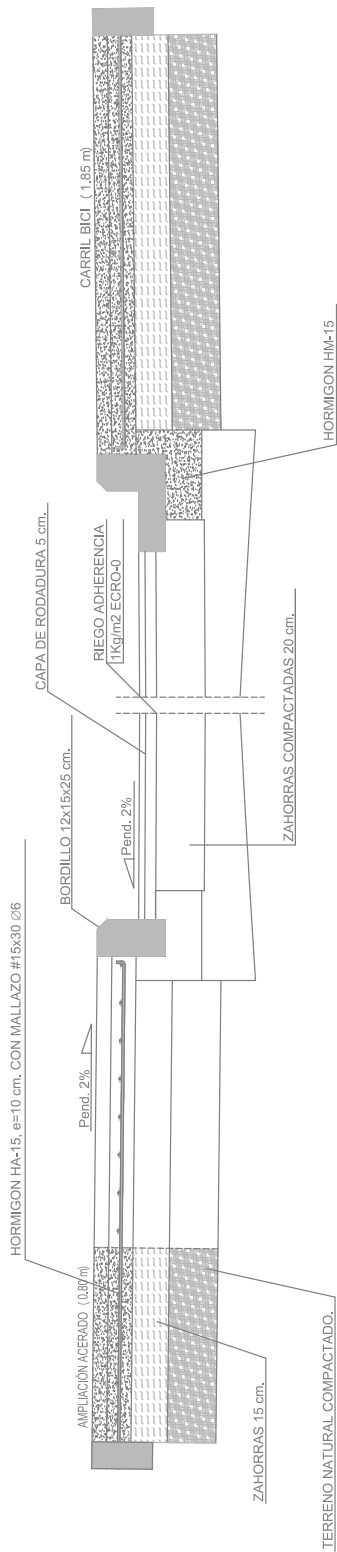 HORMIGON HA-15, e=10 cm. CON MALLAZO #15x30 Ø6
BORDILLO 12x15x25 cm.
CAPA DE RODADURA 5 cm.
RIEGO ADHERENCIA
1Kg/m2 ECRO-0
CARRIL BICI ( 1,85 m)
AMPLIACIÓN ACERADO ( 0.80 m)
Pend. 2%
Pend. 2%
ZAHORRAS 15 cm.
TERRENO NATURAL COMPACTADO.
ZAHORRAS COMPACTADAS 20 cm.
HORMIGON HM-15